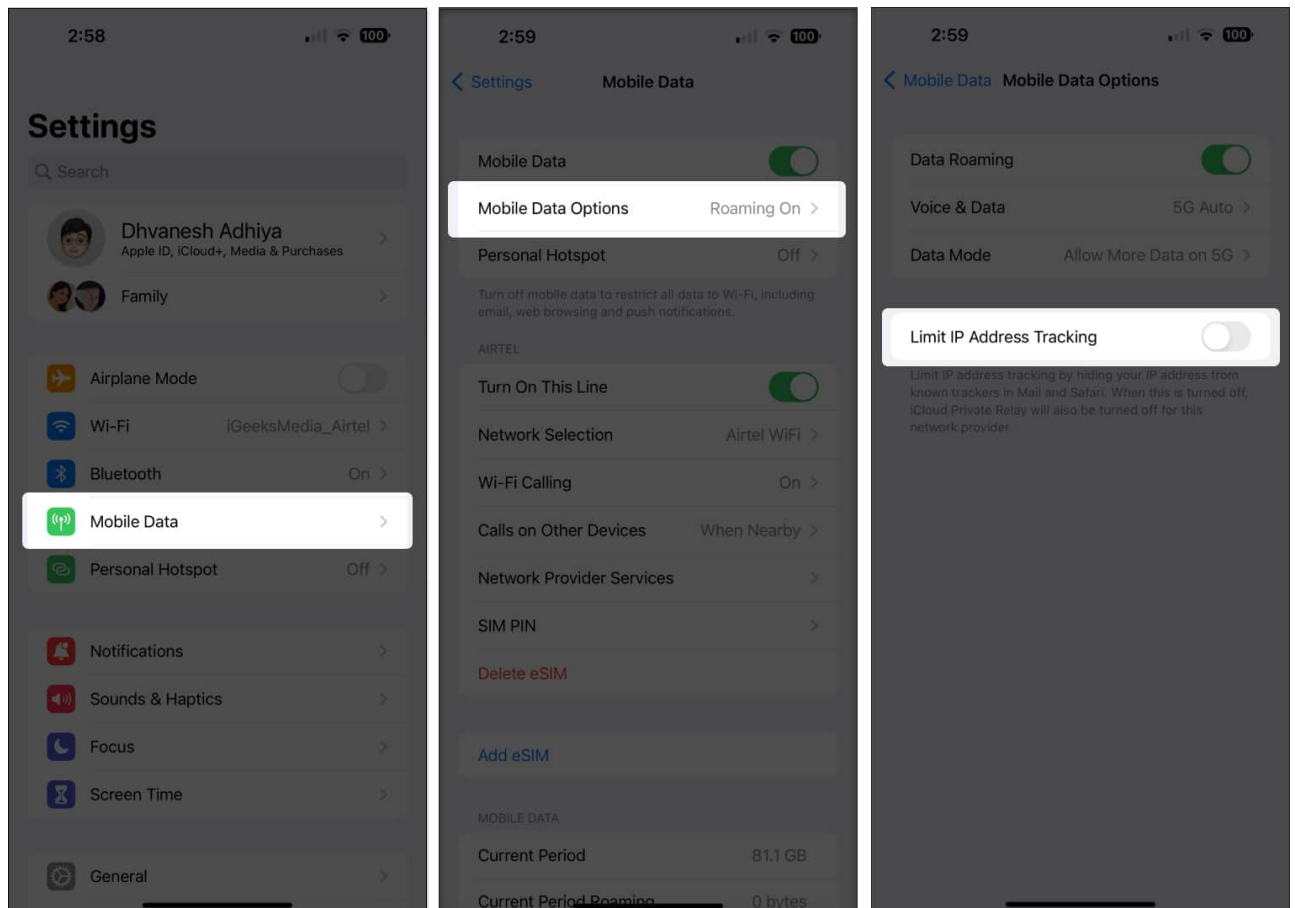 2:58
100
Settings
Search
Dhvanesh Adhiya
Apple ID, iCloud+, Media & Purchases
Family
Airplane Mode
Wi-Fi iGeeksMedia_Airtel
Bluetooth On
Mobile Data
Personal Hotspot Off
Notifications
Sounds & Haptics
Focus
Screen Time
General
2:59
100
Settings Mobile Data
Mobile Data
Mobile Data Options Roaming On
Personal Hotspot Off
Turn off mobile data to restrict all data to Wi-Fi, including
email, web browsing and push notifications.
AIRTEL
Turn On This Line
Network Selection Airtel WiFi
Wi-Fi Calling On
Calls on Other Devices When Nearby
Network Provider Services
SIM PIN
Delete eSIM
Add eSIM
MOBILE DATA
Current Period 81.1 GB
Current Period Roaming 0 bytes
2:59
100
Mobile Data Mobile Data Options
Data Roaming
Voice & Data 5G Auto
Data Mode Allow More Data on 5G
Limit IP Address Tracking
Limit IP address tracking by hiding your IP address from
known trackers in Mail and Safari. When this is turned off,
iCloud Private Relay will also be turned off for this
network provider.